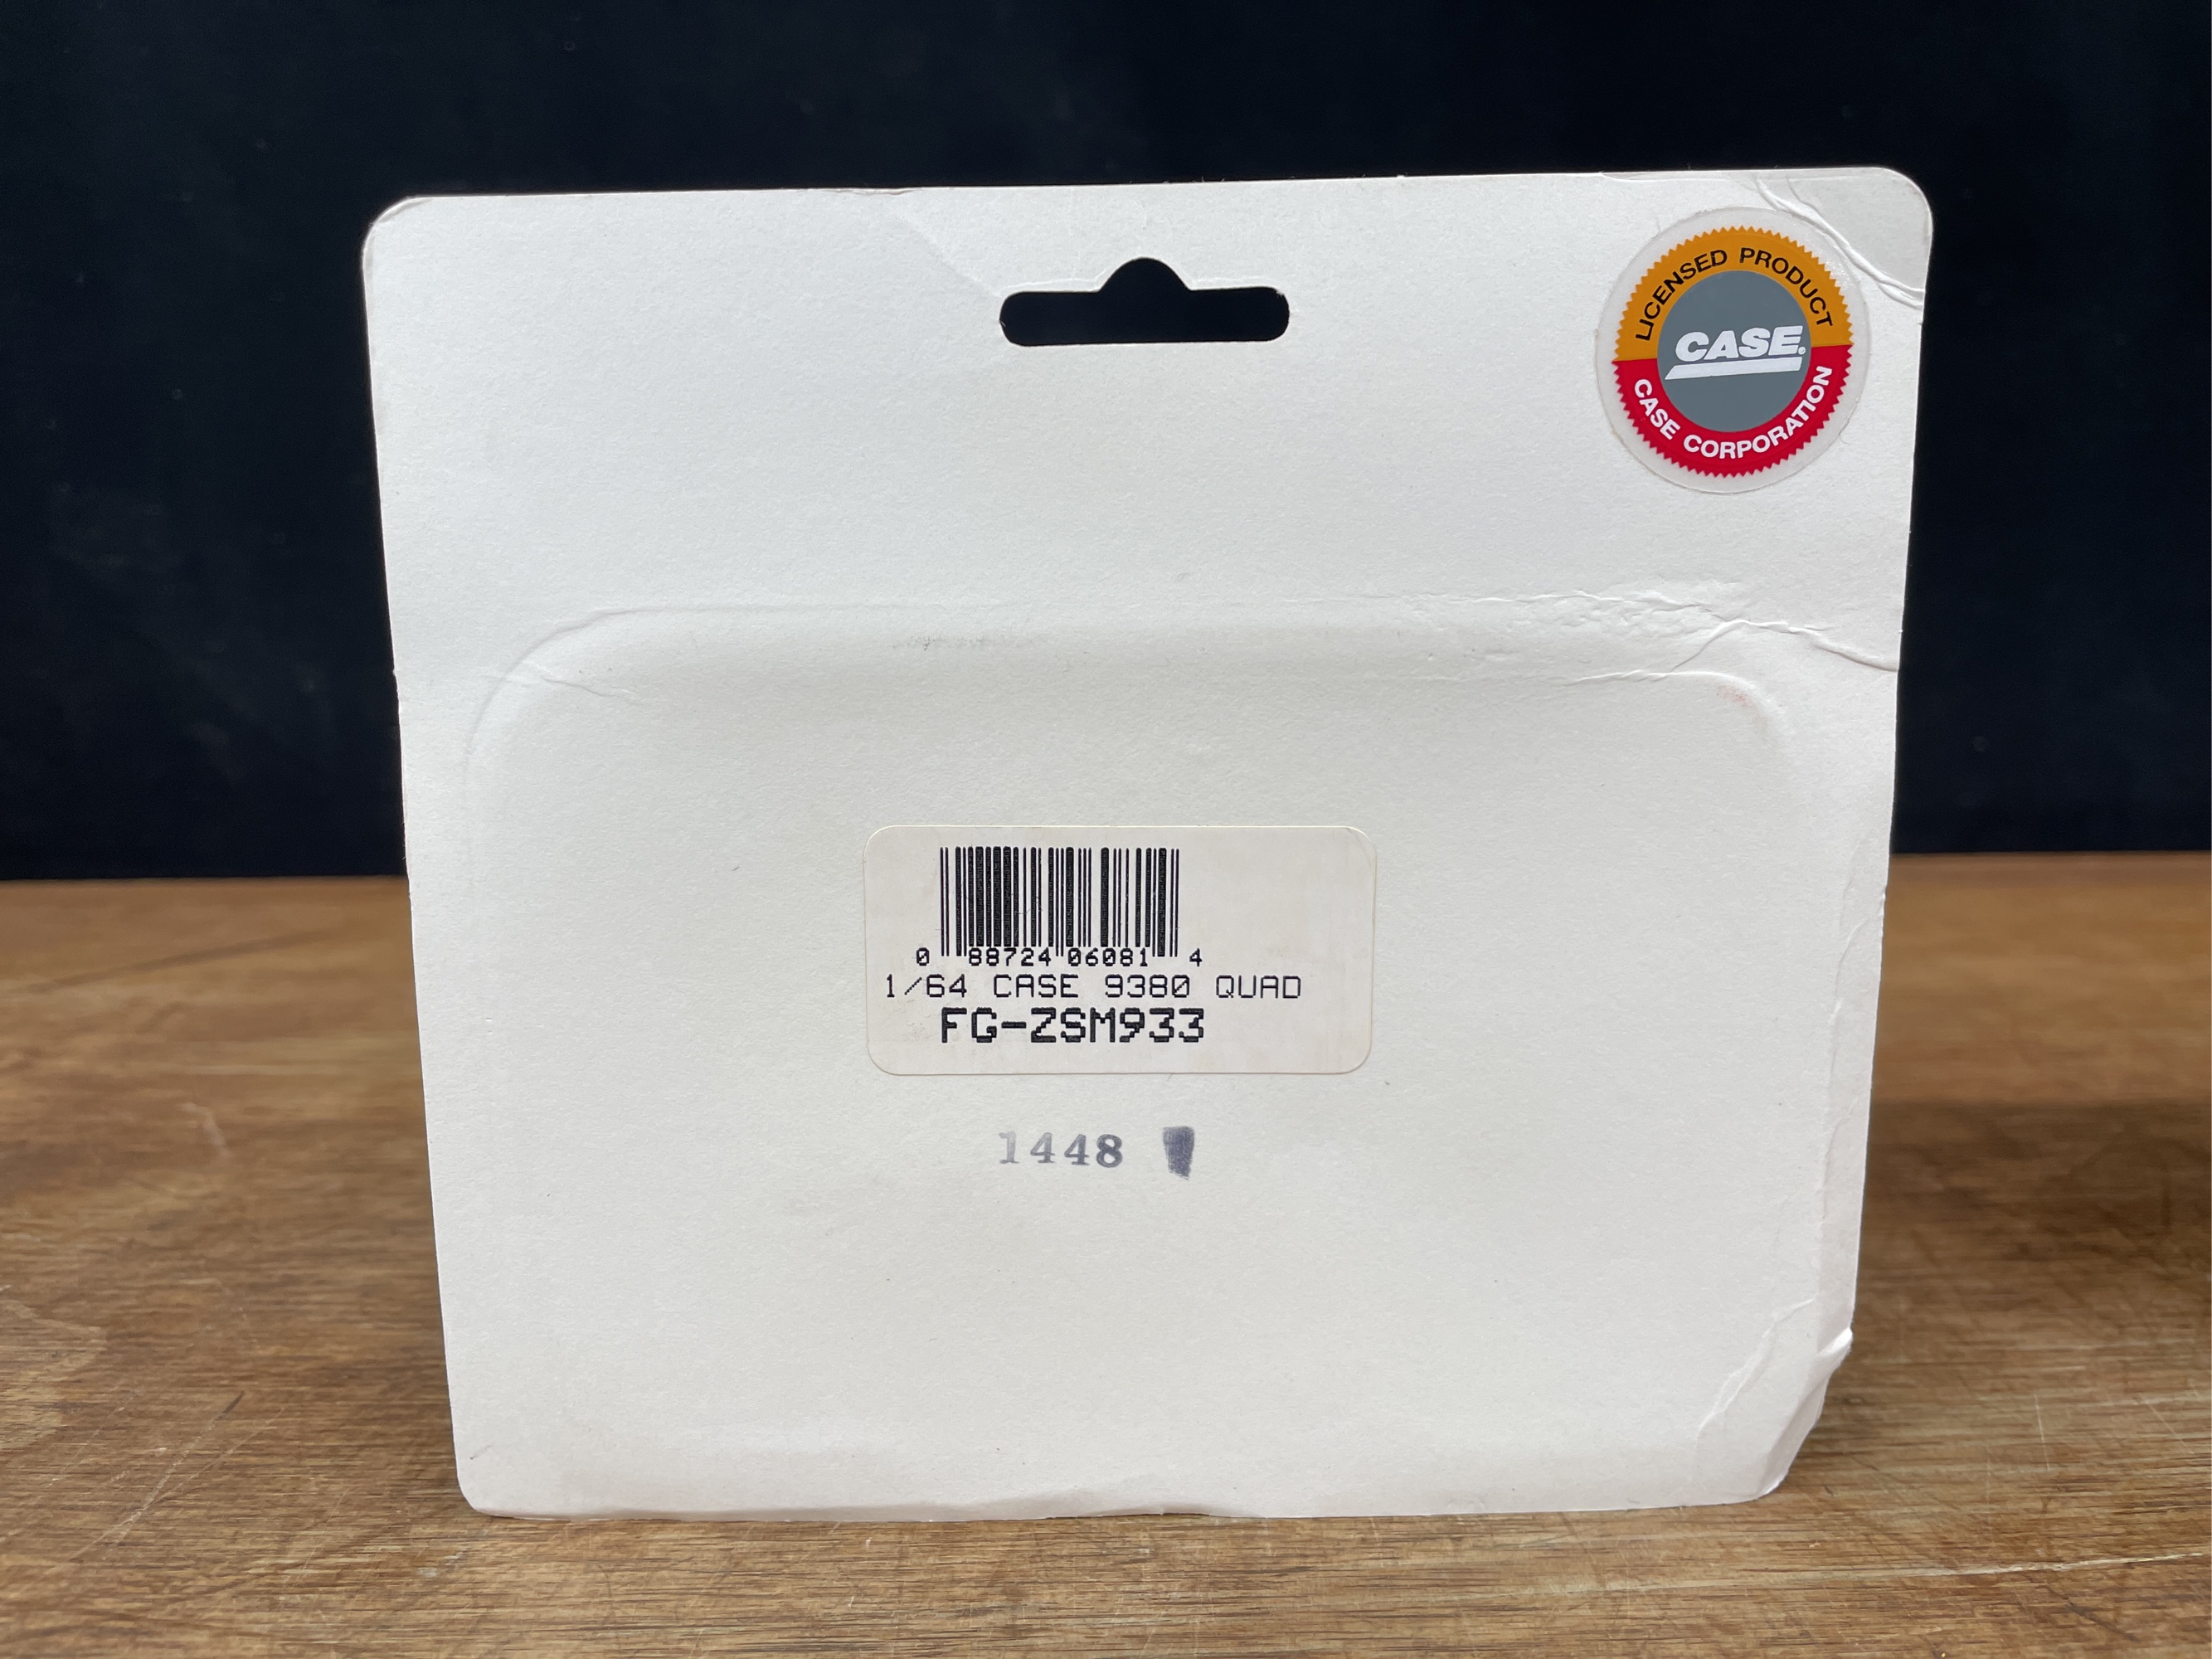 LICENSED PRODUCT
CASE
CASE CORPORATION
0 88724 06081 4
1/64 CASE 9380 QUAD
FG-ZSM933
1448